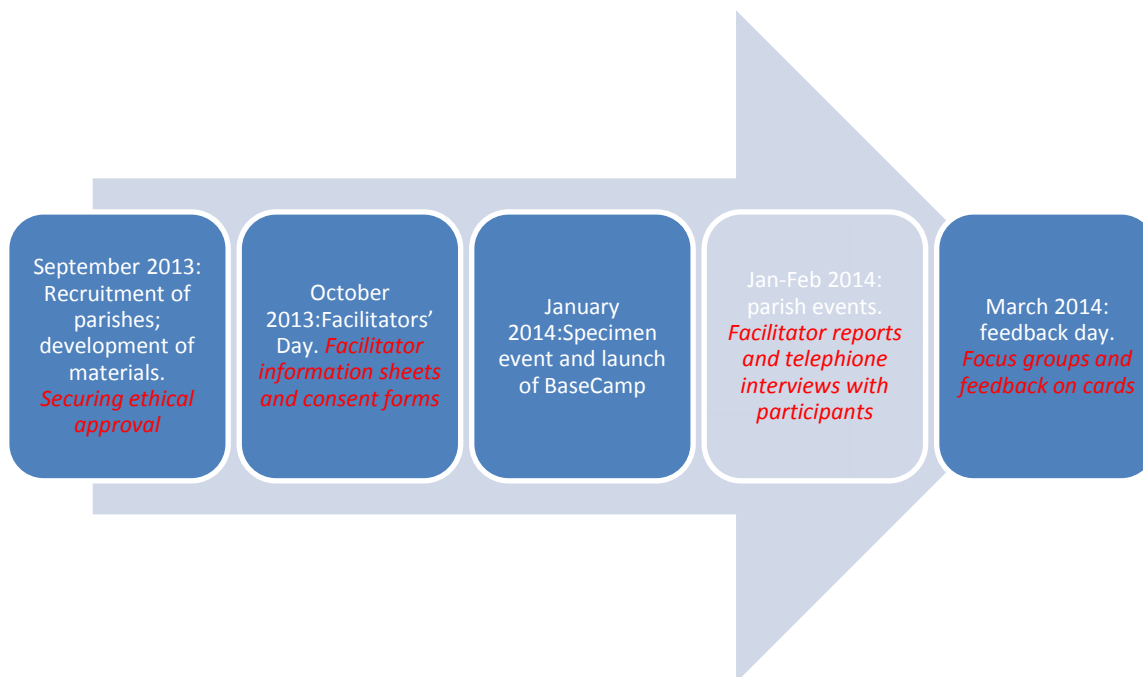 September 2013:
Recruitment of
parishes;
development of
materials.
Securing ethical
approval
October
2013:Facilitators’
Day. Facilitator
information sheets
and consent forms
January
2014:Specimen
event and launch
of BaseCamp
Jan-Feb 2014:
parish events.
Facilitator reports
and telephione
interviews with
participants
March 2014:
feedback day.
Focus groups and
feedback on cards